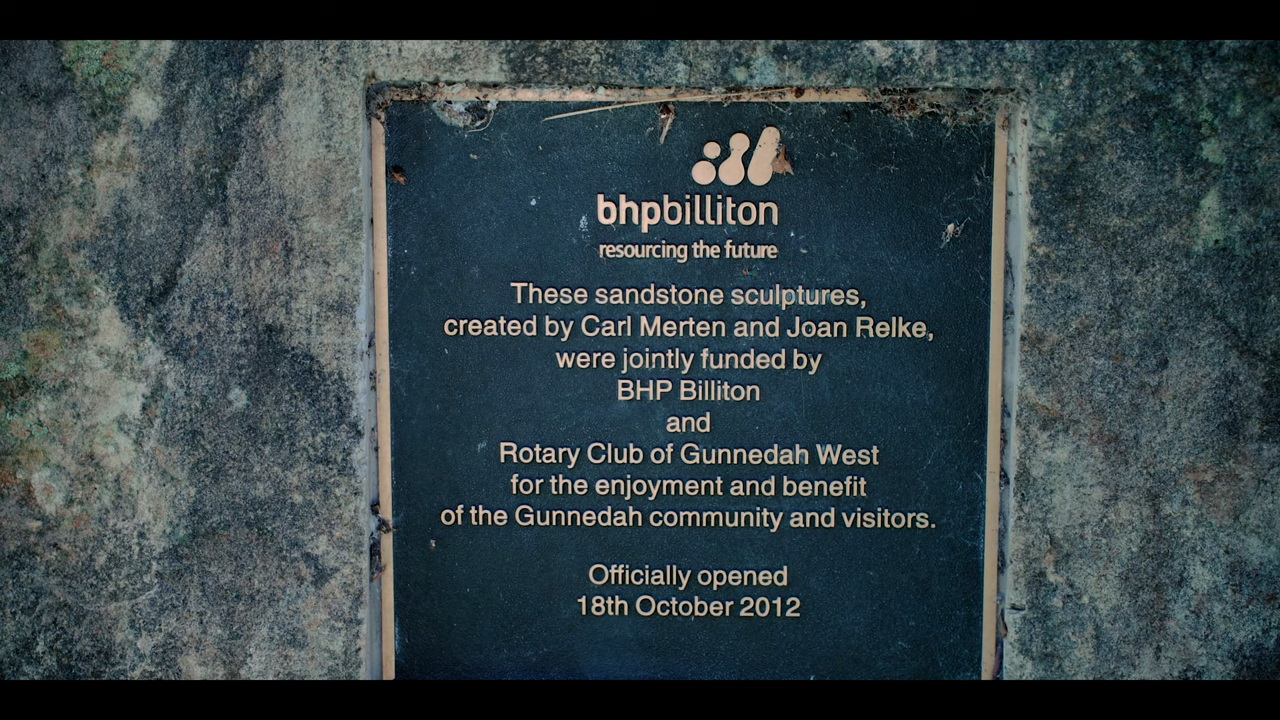 bhpbilliton
resourcing the future
These sandstone sculptures,
created by Carl Merten and Joan Relke,
were jointly funded by
BHP Billiton
and
Rotary Club of Gunnedah West
for the enjoyment and benefit
of the Gunnedah community and visitors.
Officially opened
18th October 2012